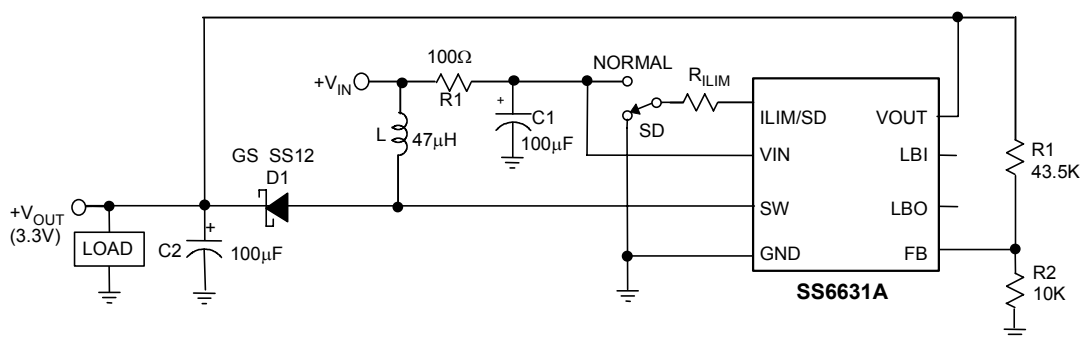 100Ω
R1
+VIN
NORMAL
RILIM
+
C1
100μF
SD
L
47μH
GS SS12
D1
+VOUT
(3.3V)
LOAD
+
C2
100μF
ILIM/SD
VOUT
VIN
LBI
SW
LBO
GND
FB
SS6631A
R1
43.5K
R2
10K